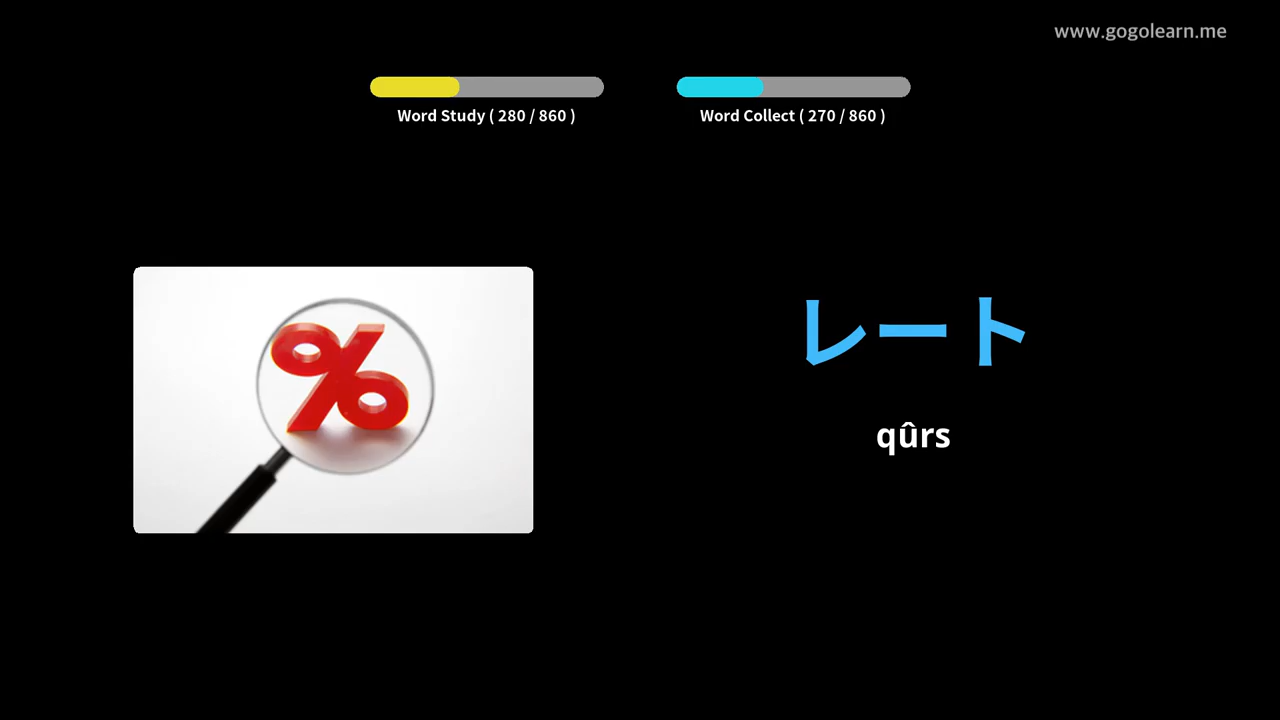 www.gogolearn.me
Word Study ( 280 / 860 )
Word Collect ( 270 / 860 )
%
レート
qûrs